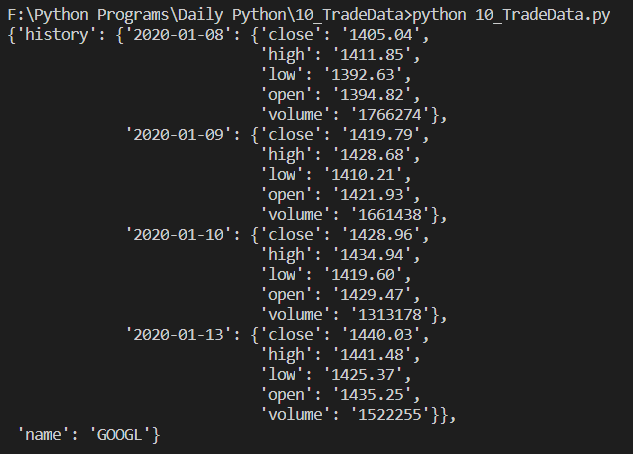 F:\Python Programs\Daily Python\10_TradeData>python 10_TradeData.py
{'history': {'2020-01-08': {'close': '1405.04',
                            'high': '1411.85',
                            'low': '1392.63',
                            'open': '1394.82',
                            'volume': '1766274'},
             '2020-01-09': {'close': '1419.79',
                            'high': '1428.68',
                            'low': '1410.21',
                            'open': '1421.93',
                            'volume': '1661438'},
             '2020-01-10': {'close': '1428.96',
                            'high': '1434.94',
                            'low': '1419.60',
                            'open': '1429.47',
                            'volume': '1313178'},
             '2020-01-13': {'close': '1440.03',
                            'high': '1441.48',
                            'low': '1425.37',
                            'open': '1435.25',
                            'volume': '1522255'}},
 'name': 'GOOGL'}